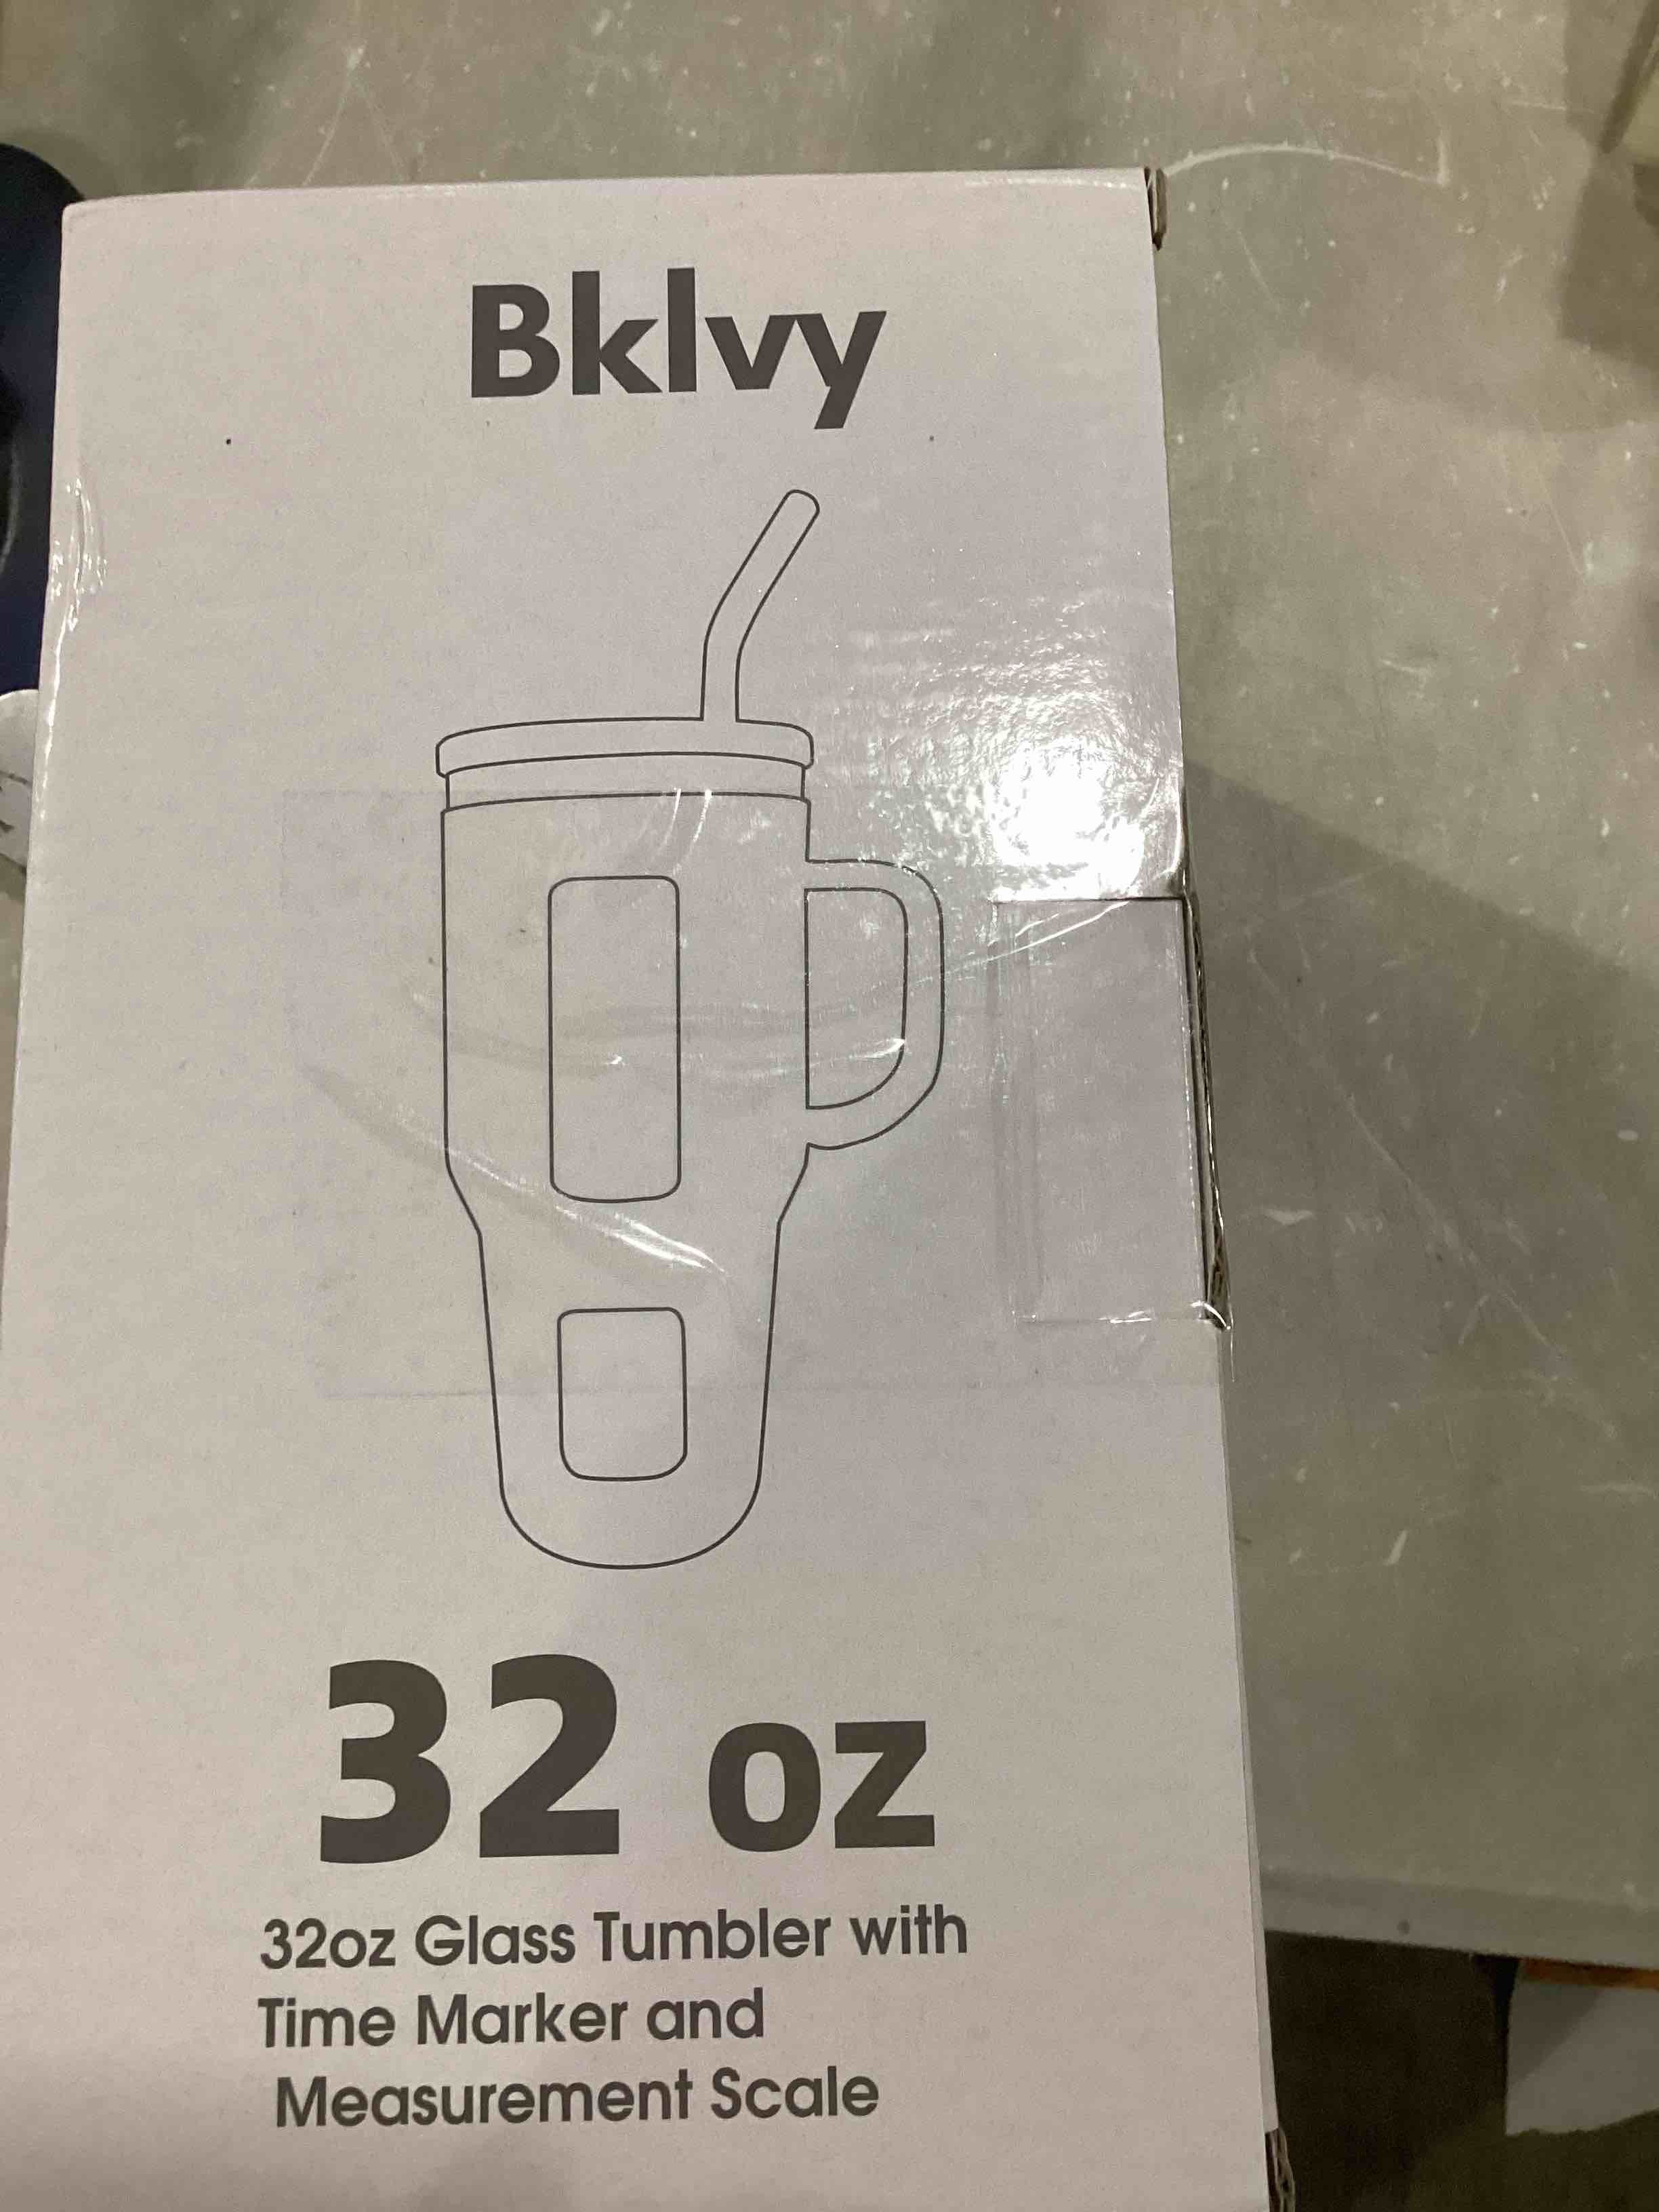 Bklvy
32 oz
32oz Glass Tumbler with
Time Marker and
Measurement Scale